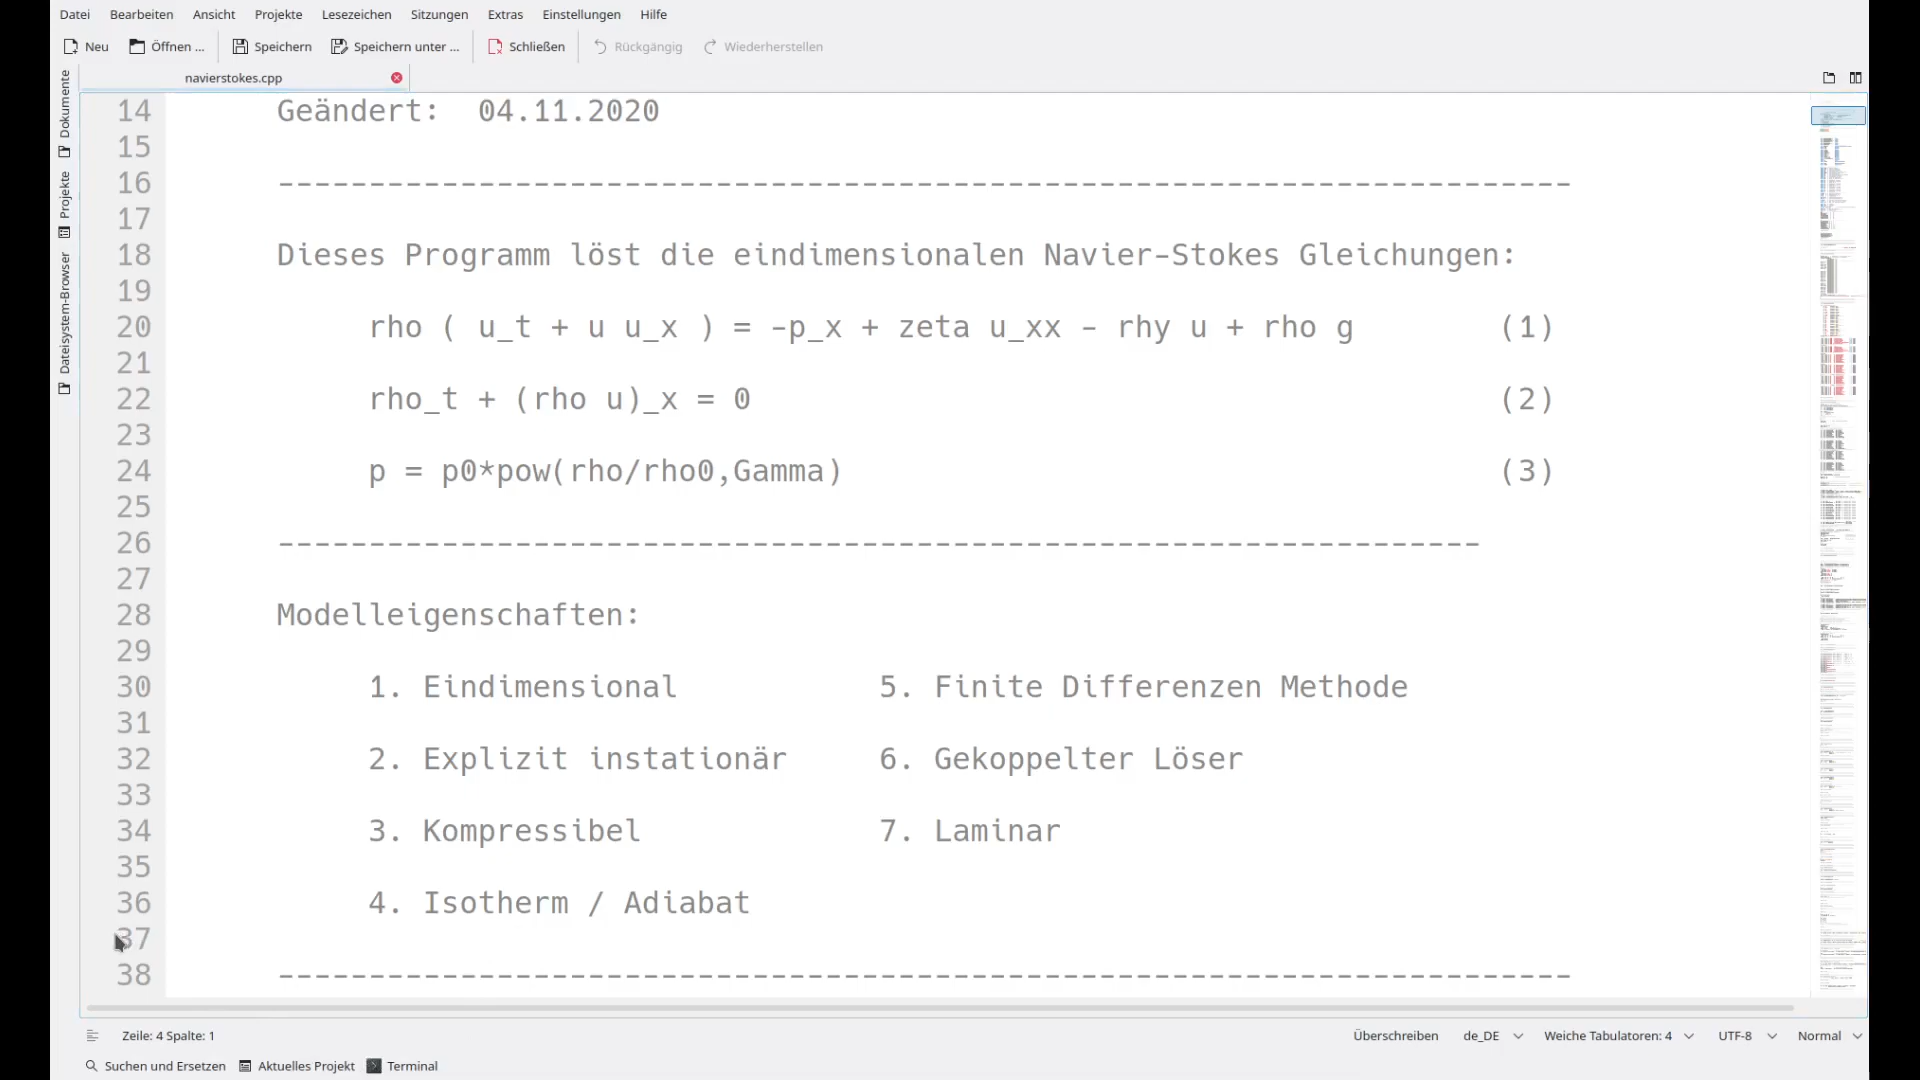 Datei Bearbeiten Ansicht Projekte Lesezeichen Sitzungen Extras Einstellungen Hilfe
Neu Öffnen ... Speichern Speichern unter ... Schließen Rückgängig Wiederherstellen
navierstokes.cpp
Dokumente
Projekte
Dateisystem-Browser
14 Geändert: 04.11.2020
15
16 -----------------------------------------------------------------------
17
18 Dieses Programm löst die eindimensionalen Navier-Stokes Gleichungen:
19
20 rho ( u_t + u u_x ) = -p_x + zeta u_xx - rhy u + rho g (1)
21
22 rho_t + (rho u)_x = 0 (2)
23
24 p = p0*pow(rho/rho0,Gamma) (3)
25
26 ------------------------------------------------------------------
27
28 Modelleigenschaften:
29
30 1. Eindimensional 5. Finite Differenzen Methode
31
32 2. Explizit instationär 6. Gekoppelter Löser
33
34 3. Kompressibel 7. Laminar
35
36 4. Isotherm / Adiabat
37
38 -----------------------------------------------------------------------
Zeile: 4 Spalte: 1 Überschreiben de_DE Weiche Tabulatoren: 4 UTF-8 Normal
Suchen und Ersetzen Aktuelles Projekt Terminal